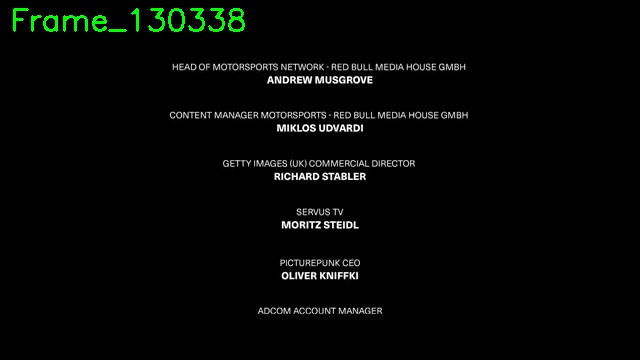 Frame_130338
HEAD OF MOTORSPORTS NETWORK - RED BULL MEDIA HOUSE GMBH
ANDREW MUSGROVE
CONTENT MANAGER MOTORSPORTS - RED BULL MEDIA HOUSE GMBH
MIKLOS UDVARDI
GETTY IMAGES (UK) COMMERCIAL DIRECTOR
RICHARD STABLER
SERVUS TV
MORITZ STEIDL
PICTUREPUNK CEO
OLIVER KNIFFKI
ADCOM ACCOUNT MANAGER